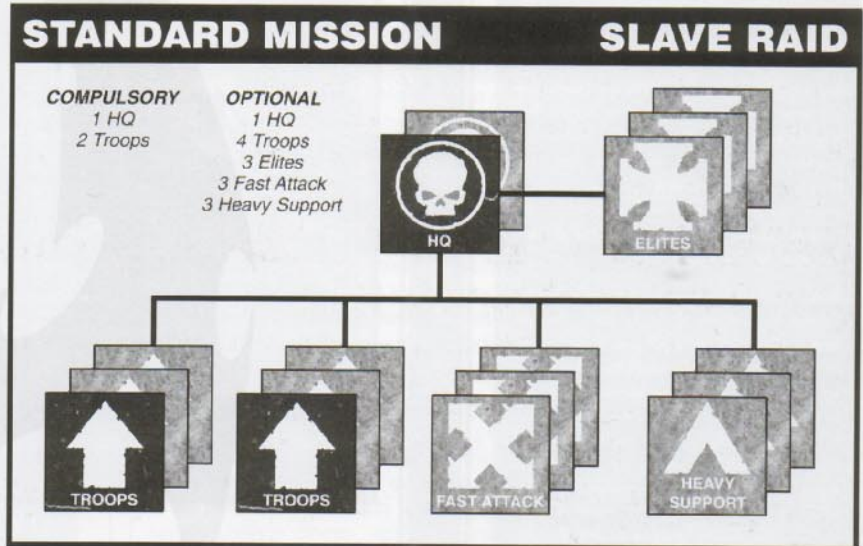 STANDARD MISSION SLAVE RAID
COMPULSORY
1 HQ
2 Troops
OPTIONAL
1 HQ
4 Troops
3 Elites
3 Fast Attack
3 Heavy Support
HQ
ELITES
TROOPS
TROOPS
FAST ATTACK
HEAVY
SUPPORT